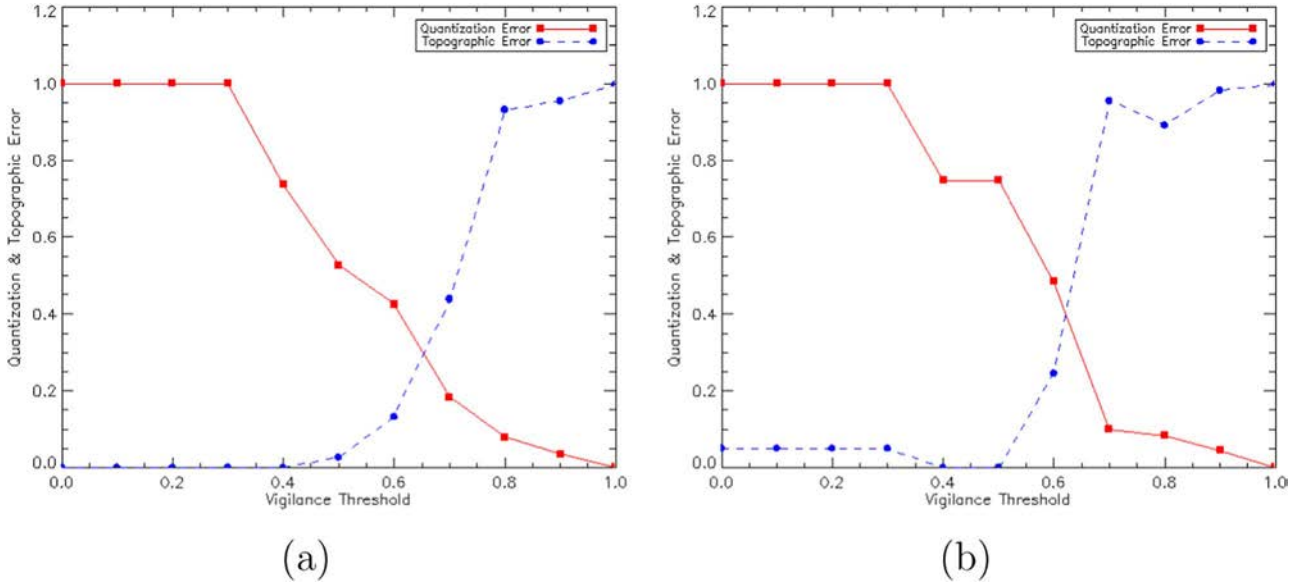 1.2
1.0
0.8
0.6
0.4
0.2
0.0
Quantization & Topographic Error
Quantization Error
Topographic Error
0.0 0.2 0.4 0.6 0.8 1.0
Vigilance Threshold
(a)
1.2
1.0
0.8
0.6
0.4
0.2
0.0
Quantization & Topographic Error
Quantization Error
Topographic Error
0.0 0.2 0.4 0.6 0.8 1.0
Vigilance Threshold
(b)